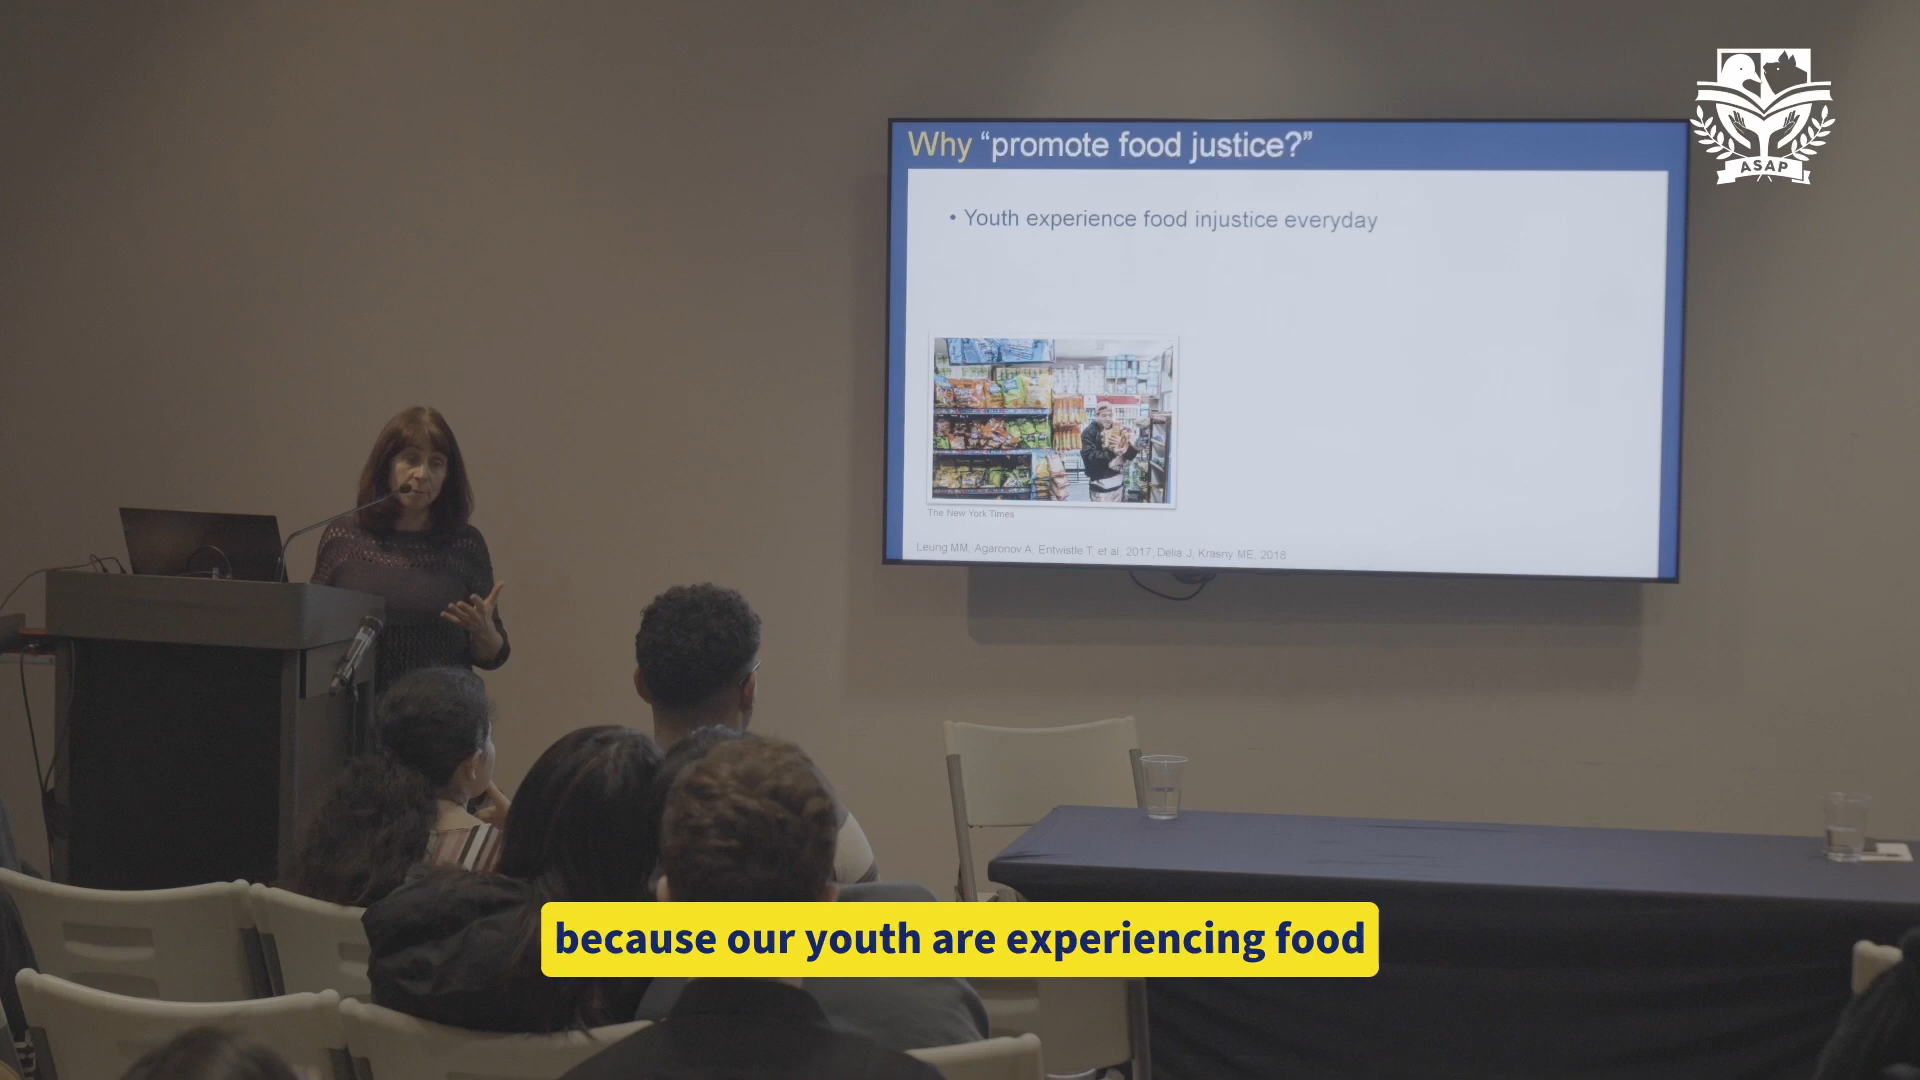 Why “promote food justice?”
• Youth experience food injustice everyday
The New York Times
Leung MM, Agaronov A, Entwistle T, et al. 2017; Delia J, Krasny ME, 2018
ASAP
because our youth are experiencing food